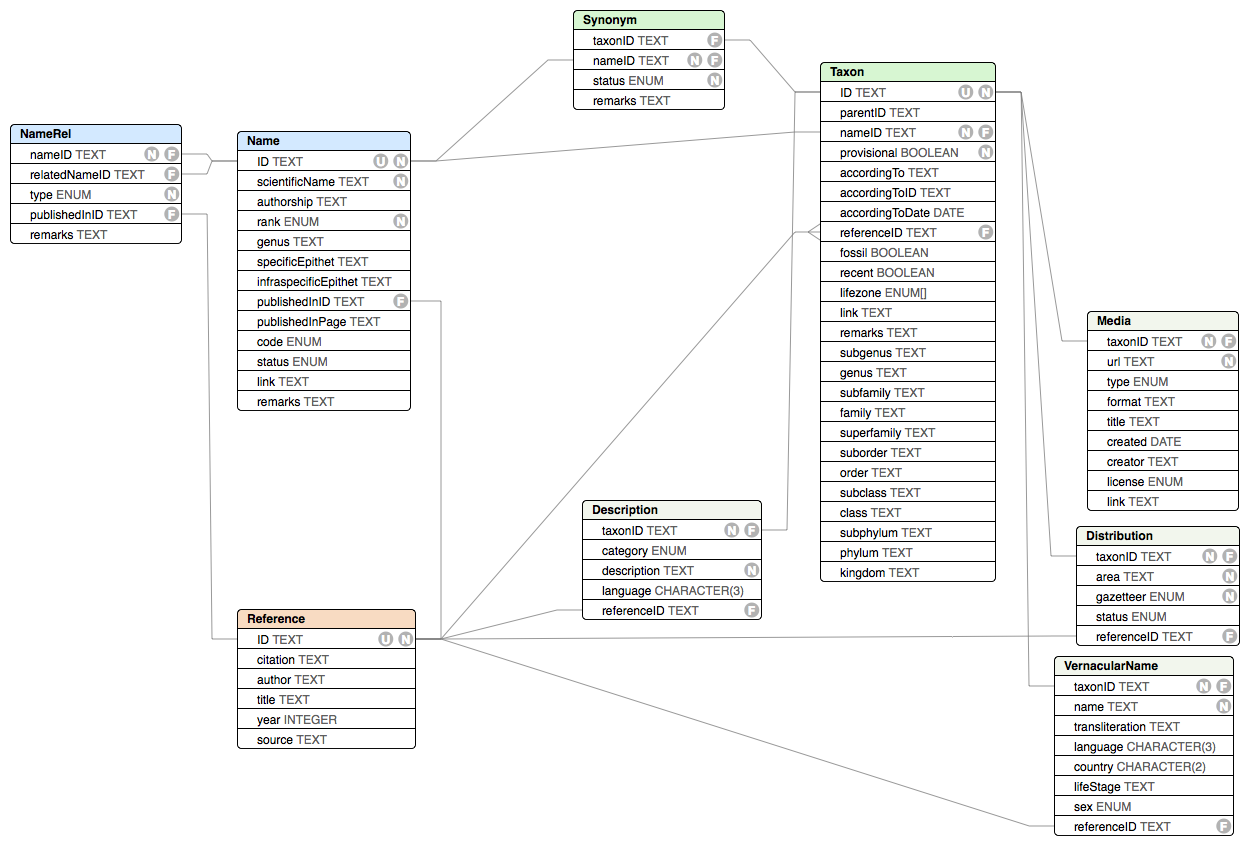 Synonym
taxonID TEXT F
nameID TEXT N F
status ENUM N
remarks TEXT
Taxon
ID TEXT U N
parentID TEXT
nameID TEXT N F
provisional BOOLEAN N
accordingTo TEXT
accordingToID TEXT
accordingToDate DATE
referenceID TEXT F
fossil BOOLEAN
recent BOOLEAN
lifezone ENUM[]
link TEXT
remarks TEXT
subgenus TEXT
genus TEXT
subfamily TEXT
family TEXT
superfamily TEXT
suborder TEXT
order TEXT
subclass TEXT
class TEXT
subphylum TEXT
phylum TEXT
kingdom TEXT
NameRel
nameID TEXT N F
relatedNameID TEXT F
type ENUM N
publishedInID TEXT F
remarks TEXT
Name
ID TEXT U N
scientificName TEXT N
authorship TEXT
rank ENUM N
genus TEXT
specificEpithet TEXT
infraspecificEpithet TEXT
publishedInID TEXT F
publishedInPage TEXT
code ENUM
status ENUM
link TEXT
remarks TEXT
Media
taxonID TEXT N F
url TEXT N
type ENUM
format TEXT
title TEXT
created DATE
creator TEXT
license ENUM
link TEXT
Description
taxonID TEXT N F
category ENUM
description TEXT N
language CHARACTER(3)
referenceID TEXT F
Distribution
taxonID TEXT N F
area TEXT N
gazetteer ENUM N
status ENUM
referenceID TEXT F
Reference
ID TEXT U N
citation TEXT
author TEXT
title TEXT
year INTEGER
source TEXT
VernacularName
taxonID TEXT N F
name TEXT N
transliteration TEXT
language CHARACTER(3)
country CHARACTER(2)
lifeStage TEXT
sex ENUM
referenceID TEXT F